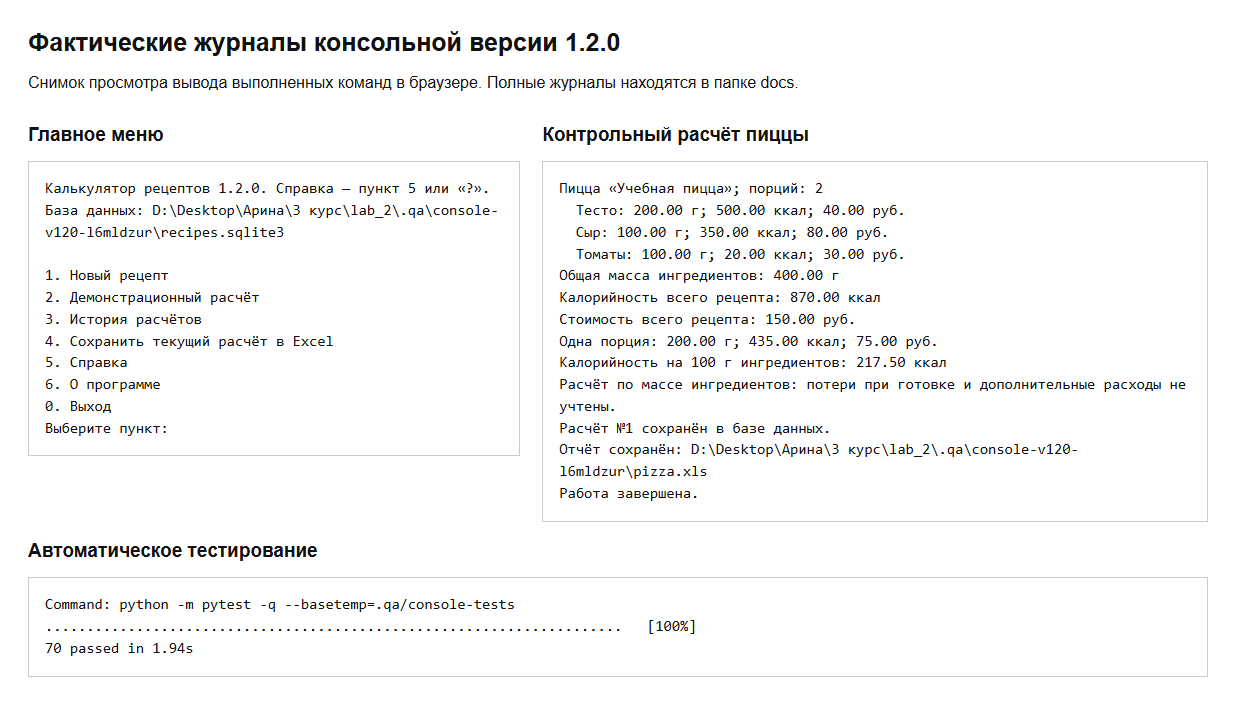 Фактические журналы консольной версии 1.2.0
Снимок просмотра вывода выполненных команд в браузере. Полные журналы находятся в папке docs.
Главное меню
Калькулятор рецептов 1.2.0. Справка — пункт 5 или «?».
База данных: D:\Desktop\Арина\3 курс\lab_2\.qa\console-
v120-l6mldzur\recipes.sqlite3
1. Новый рецепт
2. Демонстрационный расчёт
3. История расчётов
4. Сохранить текущий расчёт в Excel
5. Справка
6. О программе
0. Выход
Выберите пункт:
Контрольный расчёт пиццы
Пицца «Учебная пицца»; порций: 2
Тесто: 200.00 г; 500.00 ккал; 40.00 руб.
Сыр: 100.00 г; 350.00 ккал; 80.00 руб.
Томаты: 100.00 г; 20.00 ккал; 30.00 руб.
Общая масса ингредиентов: 400.00 г
Калорийность всего рецепта: 870.00 ккал
Стоимость всего рецепта: 150.00 руб.
Одна порция: 200.00 г; 435.00 ккал; 75.00 руб.
Калорийность на 100 г ингредиентов: 217.50 ккал
Расчёт по массе ингредиентов: потери при готовке и дополнительные расходы не
учтены.
Расчёт №1 сохранён в базе данных.
Отчёт сохранён: D:\Desktop\Арина\3 курс\lab_2\.qa\console-v120-
l6mldzur\pizza.xls
Работа завершена.
Автоматическое тестирование
Command: python -m pytest -q --basetemp=.qa/console-tests
...................................................................... [100%]
70 passed in 1.94s